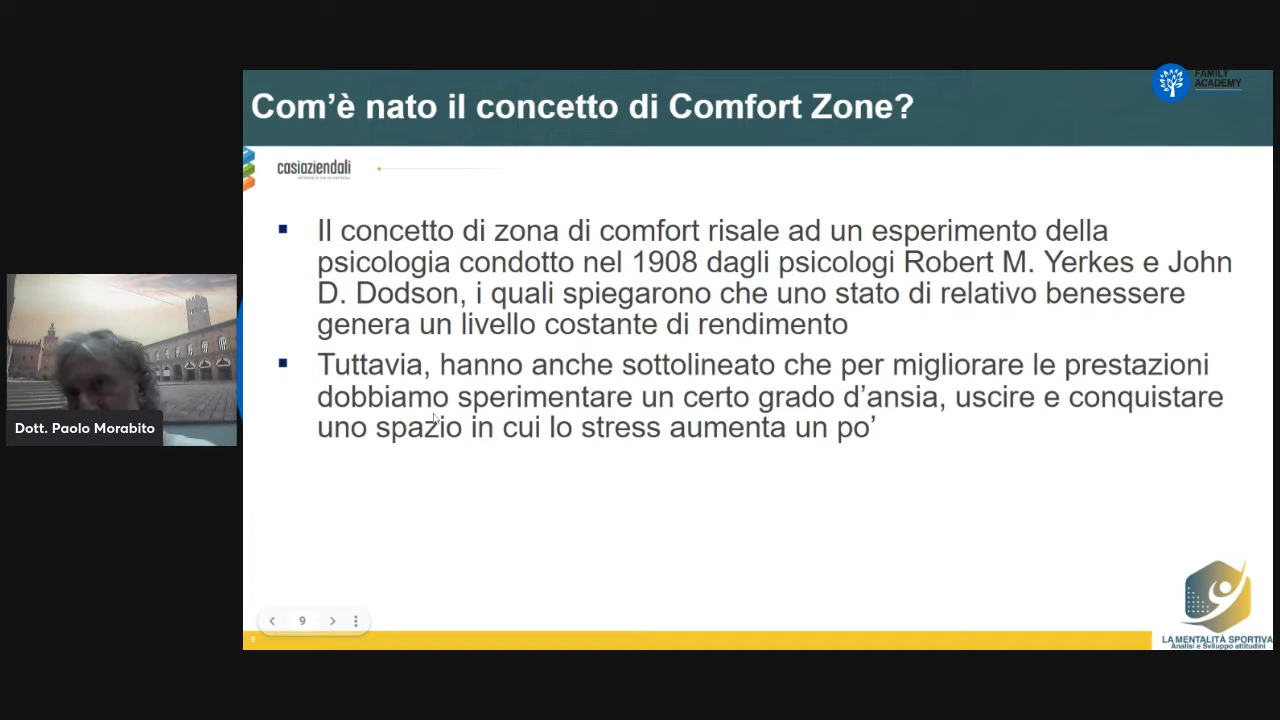 FAMILY
ACADEMY
Com'è nato il concetto di Comfort Zone?
casiaziendali
▪ Il concetto di zona di comfort risale ad un esperimento della
psicologia condotto nel 1908 dagli psicologi Robert M. Yerkes e John
D. Dodson, i quali spiegarono che uno stato di relativo benessere
genera un livello costante di rendimento
▪ Tuttavia, hanno anche sottolineato che per migliorare le prestazioni
dobbiamo sperimentare un certo grado d'ansia, uscire e conquistare
uno spazio in cui lo stress aumenta un po'
Dott. Paolo Morabito
9
9
LA MENTALITÀ SPORTIVA
Analisi e Sviluppo attitudini